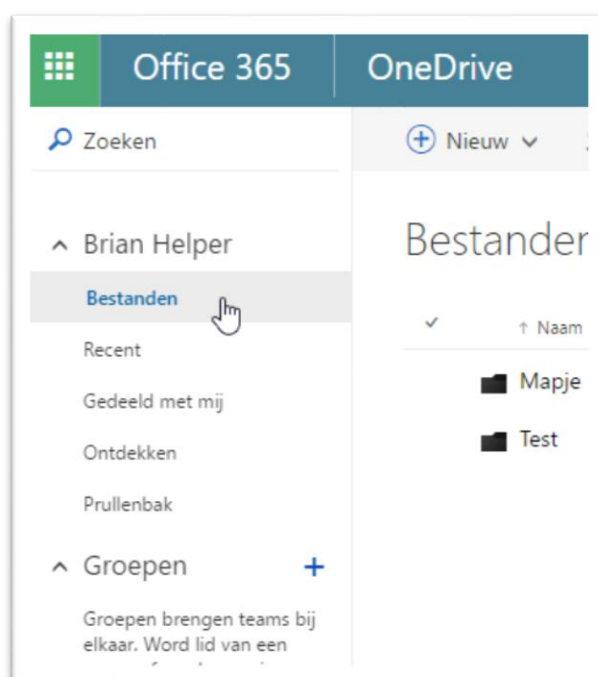 Office 365
OneDrive
Zoeken
Nieuw
Brian Helper
Bestanden
Recent
Gedeeld met mij
Ontdekken
Prullenbak
Groepen
Groepen brengen teams bij
elkaar. Word lid van een
Bestanden
Naam
Mapje
Test